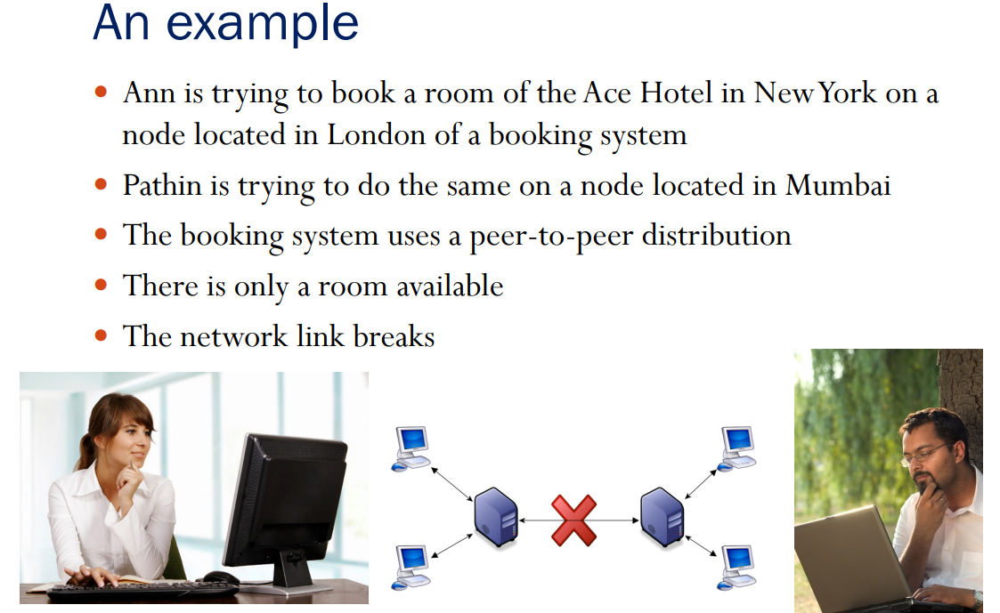 An example
• Ann is trying to book a room of the Ace Hotel in New York on a
node located in London of a booking system
• Pathin is trying to do the same on a node located in Mumbai
• The booking system uses a peer-to-peer distribution
• There is only a room available
• The network link breaks